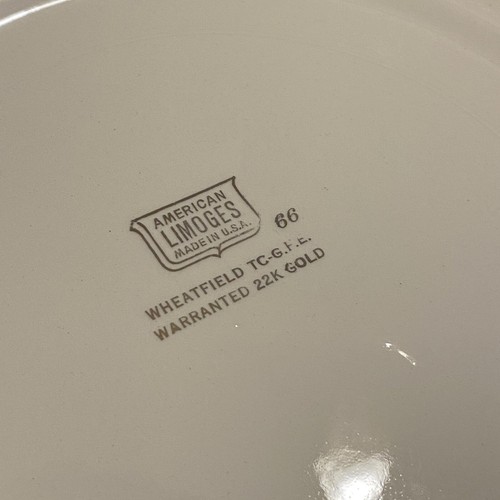 AMERICAN
LIMOGES
MADE IN U.S.A.
66
WHEATFIELD TC-G.F.E.
WARRANTED 22K GOLD